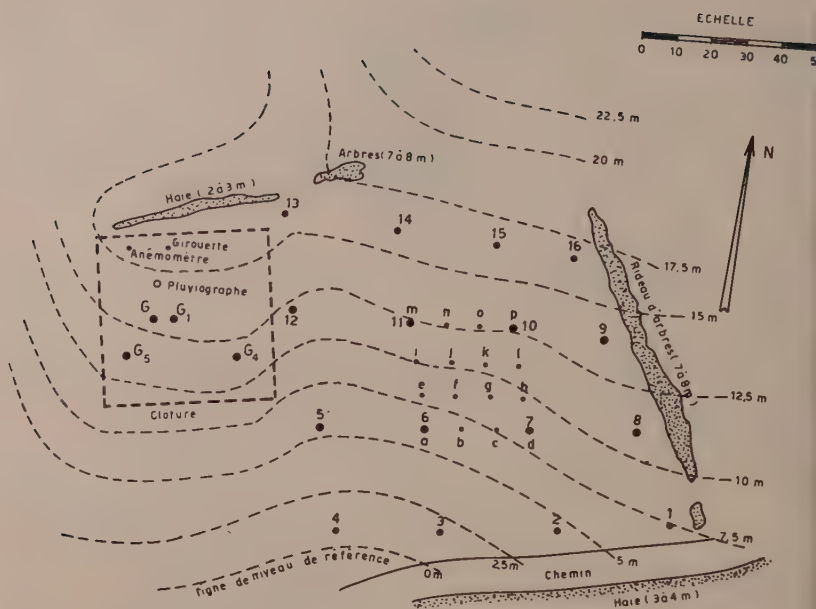 ECHELLE
0 10 20 30 40 5
22,5 m
20 m
N
Arbres (7 à 8 m)
Haie (2 à 3 m)
13
14
15
16
17,5 m
Girouette
Anémomètre
Pluviographe
15 m
Rideau d'arbres (7 à 8 m)
G G1
12
11 m n o p 10
9
G5 G4
i j k l
12,5 m
e f g h
Cloture
5
6
7
8
a b c d
10 m
4
3
2
1
7,5 m
ligne de niveau de référence
0 m
2,5 m
5 m
Chemin
Haie (3 à 4 m)